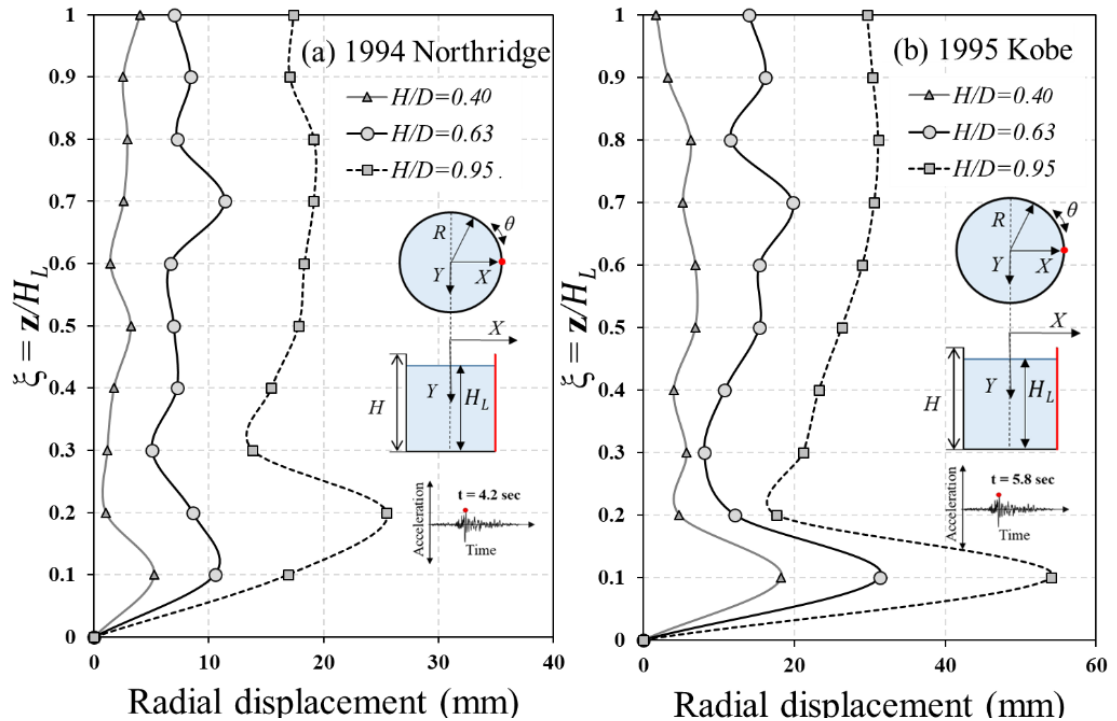 (a) 1994 Northridge
H/D=0.40
H/D=0.63
H/D=0.95 .
ξ = z/H_L
1
0.9
0.8
0.7
0.6
0.5
0.4
0.3
0.2
0.1
0
0
10
20
30
40
Radial displacement (mm)
R
θ
X
Y
X
Y
H
H_L
Acceleration
t = 4.2 sec
Time
(b) 1995 Kobe
H/D=0.40
H/D=0.63
H/D=0.95
ξ = z/H_L
1
0.9
0.8
0.7
0.6
0.5
0.4
0.3
0.2
0.1
0
0
20
40
60
Radial displacement (mm)
R
θ
X
Y
X
Y
H
H_L
Acceleration
t = 5.8 sec
Time